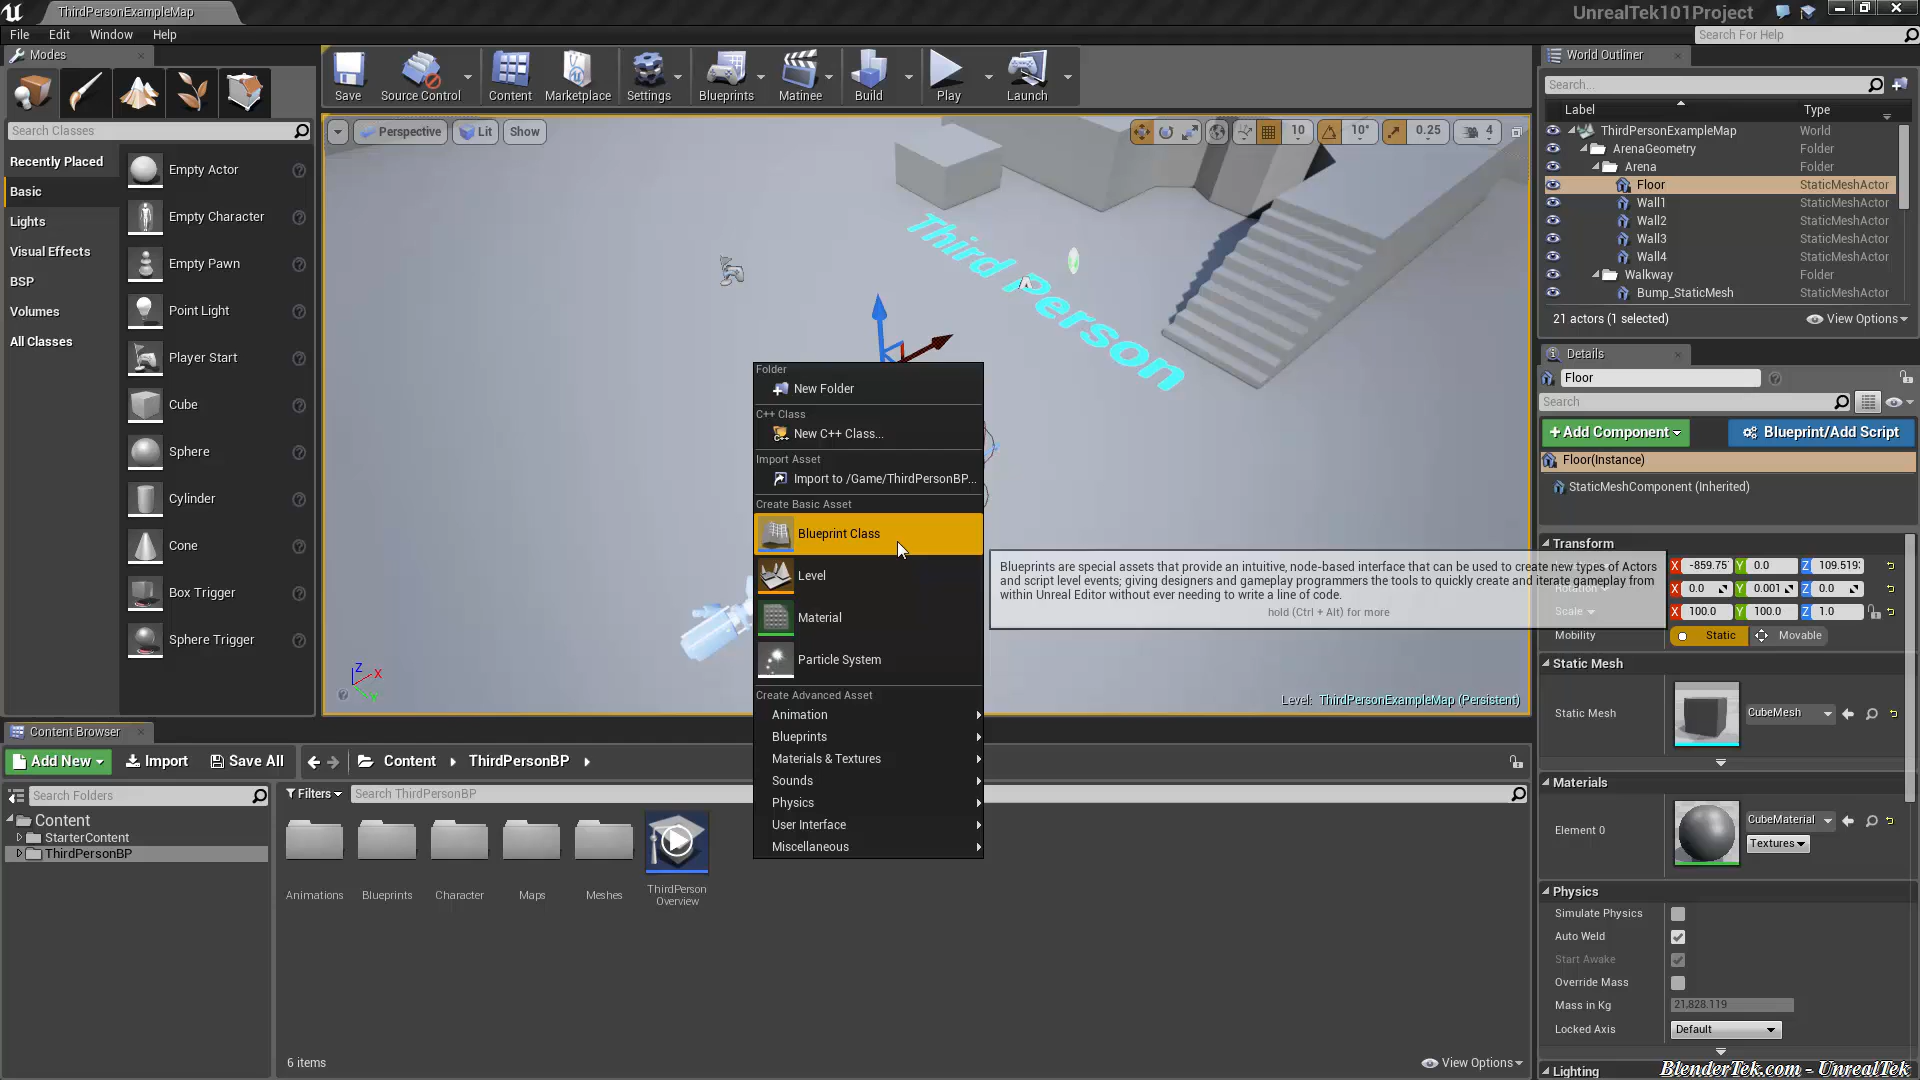 ThirdPersonExampleMap
UnrealTek101Project
File Edit Window Help
Search For Help
Modes
Search Classes
Recently Placed
Basic
Lights
Visual Effects
BSP
Volumes
All Classes
Empty Actor
Empty Character
Empty Pawn
Point Light
Player Start
Cube
Sphere
Cylinder
Cone
Box Trigger
Sphere Trigger
Save
Source Control
Content
Marketplace
Settings
Blueprints
Matinee
Build
Play
Launch
Perspective
Lit
Show
10
10°
0.25
4
Third Person
Z
X
Y
Level: ThirdPersonExampleMap (Persistent)
Folder
New Folder
C++ Class
New C++ Class...
Import Asset
Import to /Game/ThirdPersonBP...
Create Basic Asset
Blueprint Class
Level
Material
Particle System
Create Advanced Asset
Animation
Blueprints
Materials & Textures
Sounds
Physics
User Interface
Miscellaneous
Blueprints are special assets that provide an intuitive, node-based interface that can be used to create new types of Actors
and script level events; giving designers and gameplay programmers the tools to quickly create and iterate gameplay from
within Unreal Editor without ever needing to write a line of code.
hold (Ctrl + Alt) for more
World Outliner
Search...
Label Type
ThirdPersonExampleMap World
ArenaGeometry Folder
Arena Folder
Floor StaticMeshActor
Wall1 StaticMeshActor
Wall2 StaticMeshActor
Wall3 StaticMeshActor
Wall4 StaticMeshActor
Walkway Folder
Bump_StaticMesh StaticMeshActor
21 actors (1 selected)
View Options
Details
Floor
Search
+Add Component
Blueprint/Add Script
Floor(Instance)
StaticMeshComponent (Inherited)
Transform
X -859.75 Y 0.0 Z 109.519
Rotation X 0.0 Y 0.001 Z 0.0
Scale X 100.0 Y 100.0 Z 1.0
Mobility Static Movable
Static Mesh
Static Mesh
CubeMesh
Materials
Element 0
CubeMaterial
Textures
Physics
Simulate Physics
Auto Weld
Start Awake
Override Mass
Mass in Kg 21,828.119
Locked Axis Default
Lighting
Content Browser
Add New
Import
Save All
Content
ThirdPersonBP
Search Folders
Filters
Search ThirdPersonBP
Content
StarterContent
ThirdPersonBP
Animations
Blueprints
Character
Maps
Meshes
ThirdPerson
Overview
6 items
View Options
BlenderTek.com - UnrealTek